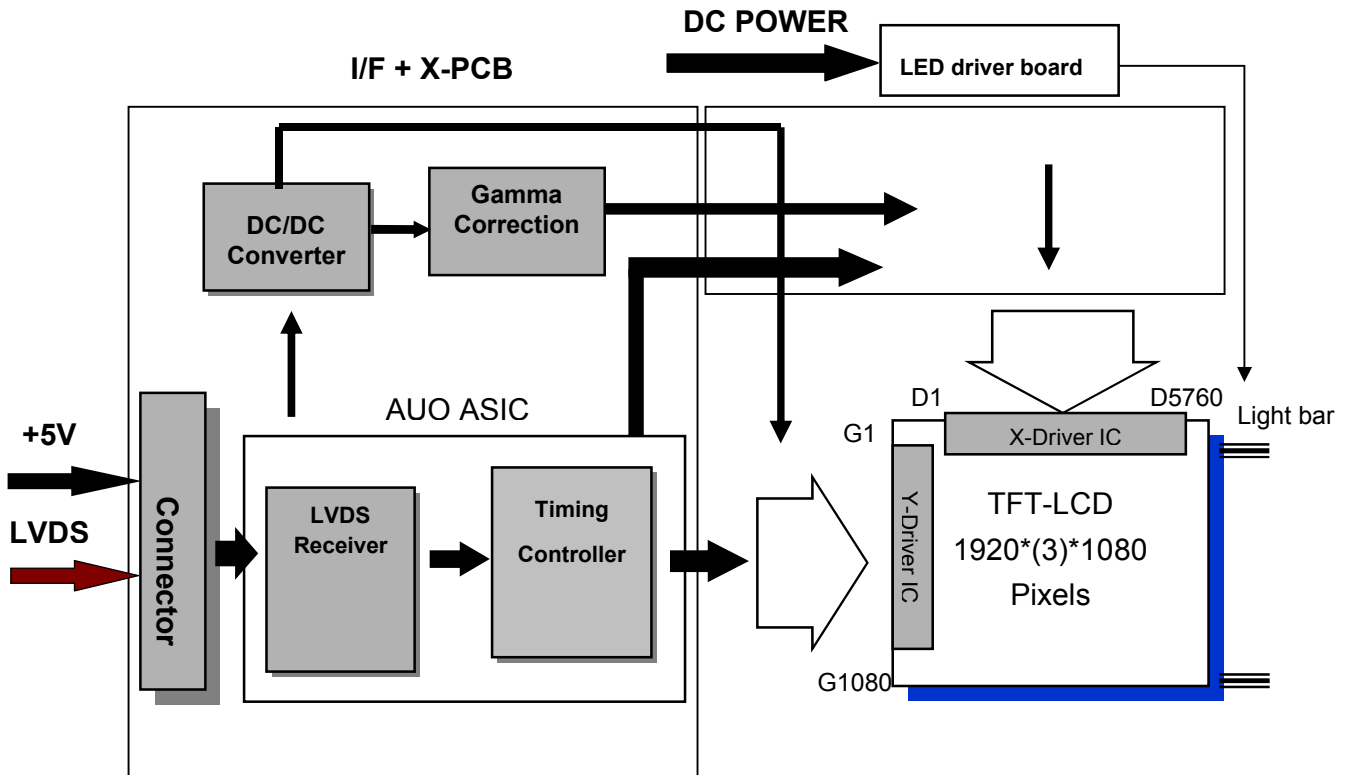 DC POWER
LED driver board
I/F + X-PCB
Gamma
Correction
DC/DC
Converter
AUO ASIC
+5V
LVDS
Connector
LVDS
Receiver
Timing
Controller
D1
D5760
Light bar
G1
X-Driver IC
Y-Driver IC
TFT-LCD
1920*(3)*1080
Pixels
G1080